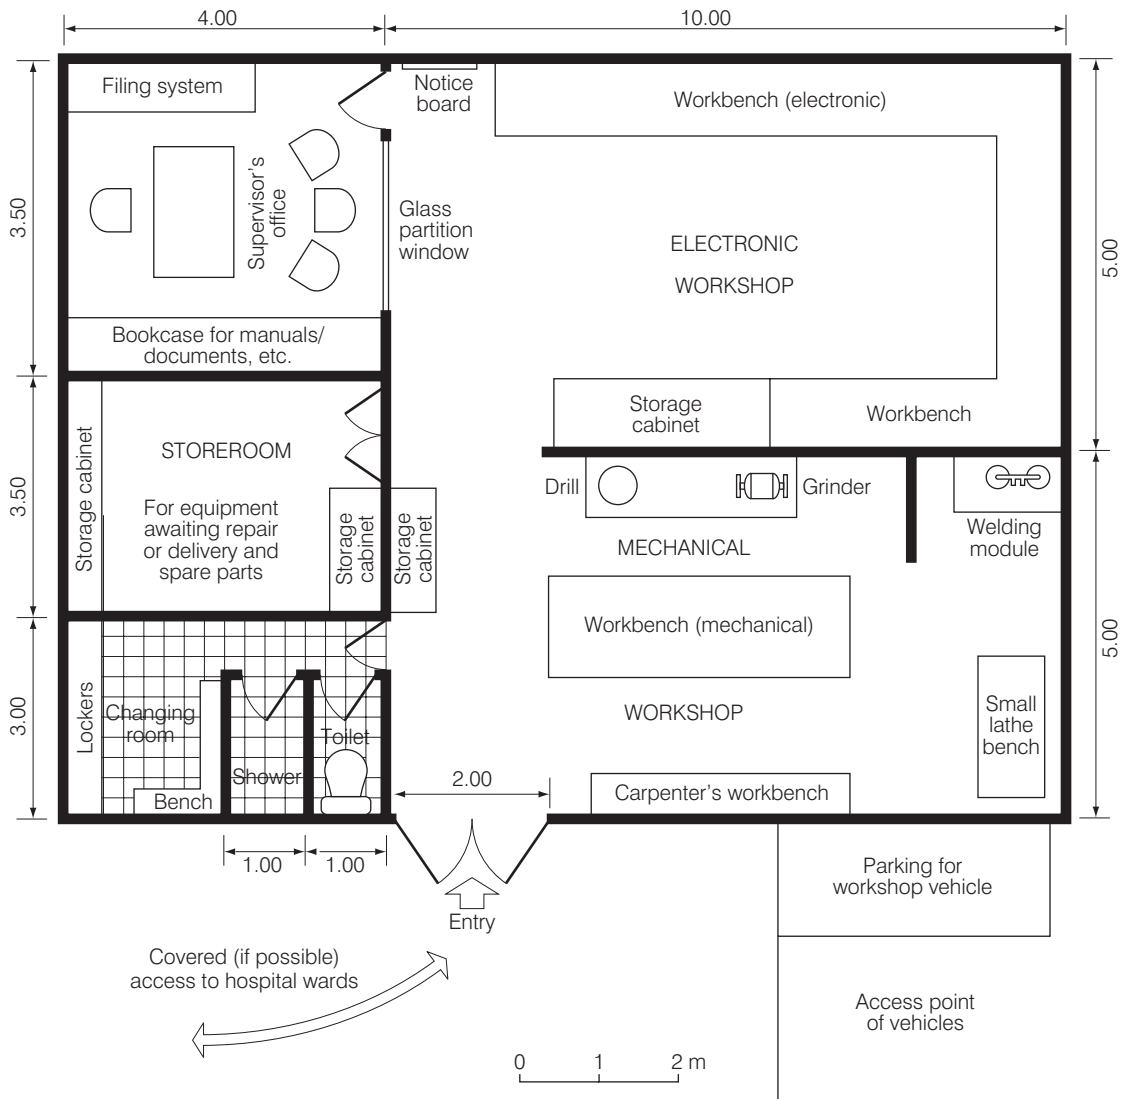 4.00
10.00
Filing system
Notice
board
Workbench (electronic)
3.50
Supervisor's
office
Glass
partition
window
ELECTRONIC
WORKSHOP
5.00
Bookcase for manuals/
documents, etc.
Storage
cabinet
Workbench
3.50
Storage cabinet
STOREROOM
For equipment
awaiting repair
or delivery and
spare parts
Storage
cabinet
Storage
cabinet
Drill
Grinder
Welding
module
MECHANICAL
Workbench (mechanical)
WORKSHOP
5.00
3.00
Lockers
Changing
room
Bench
Shower
Toilet
2.00
Small
lathe
bench
Carpenter's workbench
1.00
1.00
Entry
Parking for
workshop vehicle
Covered (if possible)
access to hospital wards
Access point
of vehicles
0 1 2 m